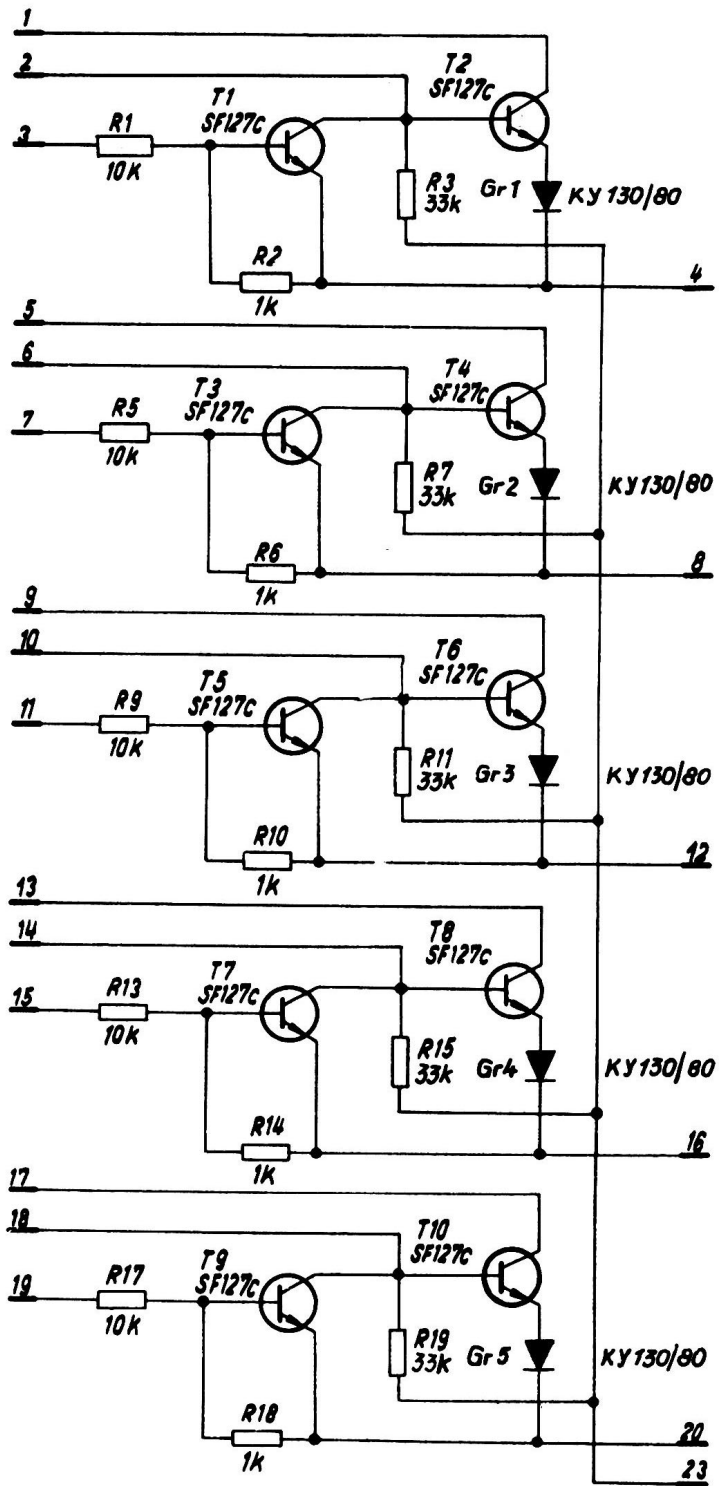 1
2
T2
SF127C
T1
SF127C
3
R1
10K
R3
33k
Gr1
KY130/80
R2
1K
4
5
6
T4
SF127C
T3
SF127C
7
R5
10K
R7
33k
Gr2
KY130/80
R6
1K
8
9
10
T6
SF127C
T5
SF127C
11
R9
10K
R11
33k
Gr3
KY130/80
R10
1K
12
13
14
T8
SF127C
T7
SF127C
15
R13
10K
R15
33k
Gr4
KY130/80
R14
1K
16
17
18
T10
SF127C
T9
SF127C
19
R17
10K
R19
33k
Gr5
KY130/80
R18
1K
20
23